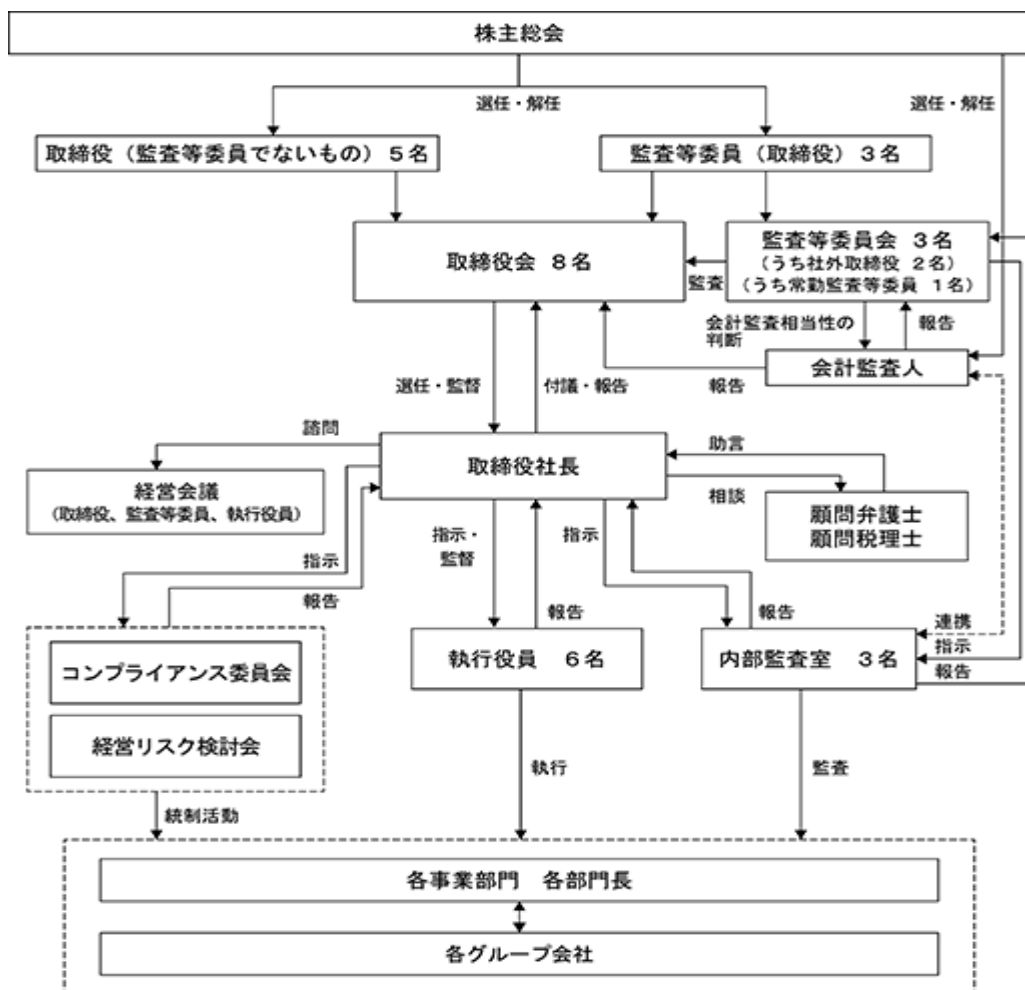 株主総会
選任・解任
選任・解任
取締役（監査等委員でないもの）５名
監査等委員（取締役）３名
取締役会 ８名
監査
監査等委員会 ３名
（うち社外取締役 ２名）
（うち常勤監査等委員 １名）
会計監査相当性の
判断
報告
会計監査人
報告
選任・監督
付議・報告
諮問
取締役社長
助言
相談
経営会議
（取締役、監査等委員、執行役員）
顧問弁護士
顧問税理士
指示
報告
指示・
監督
報告
指示
報告
連携
指示
報告
コンプライアンス委員会
経営リスク検討会
執行役員 ６名
内部監査室 ３名
統制活動
執行
監査
各事業部門 各部門長
各グループ会社